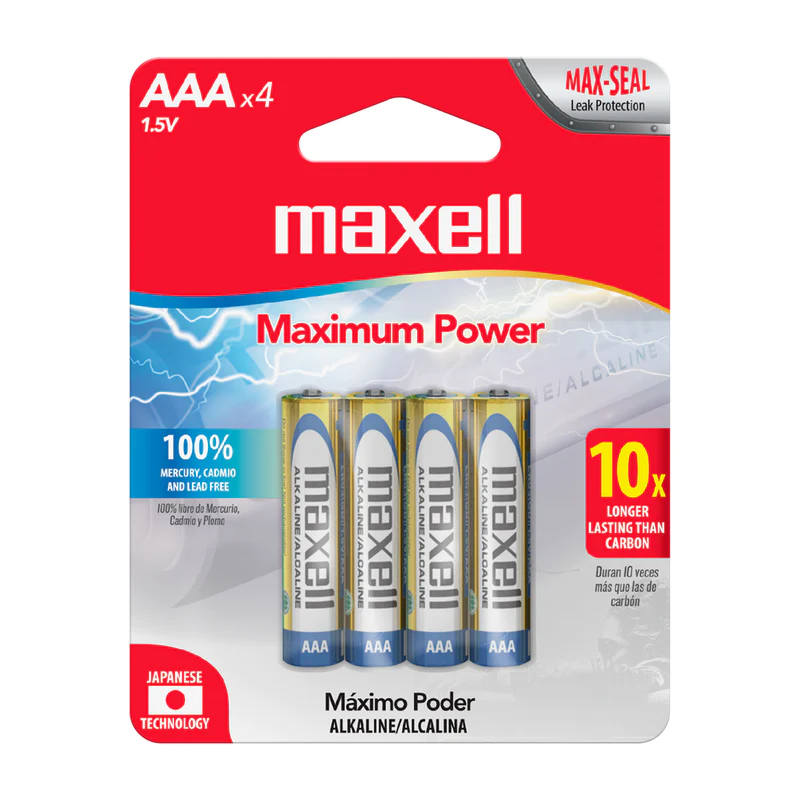 AAA x4
1.5V
MAX-SEAL
Leak Protection
maxell
Maximum Power
NE/ALCALINE
100%
MERCURY, CADMIO
AND LEAD FREE
100% libre de Mercurio,
Cadmio y Plomo
10x
LONGER
LASTING THAN
CARBON
Duran 10 veces
más que las de
carbón
maxell
ALKALINE/ALCALINE
AAA
maxell
ALKALINE/ALCALINE
AAA
maxell
ALKALINE/ALCALINE
AAA
maxell
ALKALINE/ALCALINE
AAA
JAPANESE
TECHNOLOGY
Máximo Poder
ALKALINE/ALCALINA